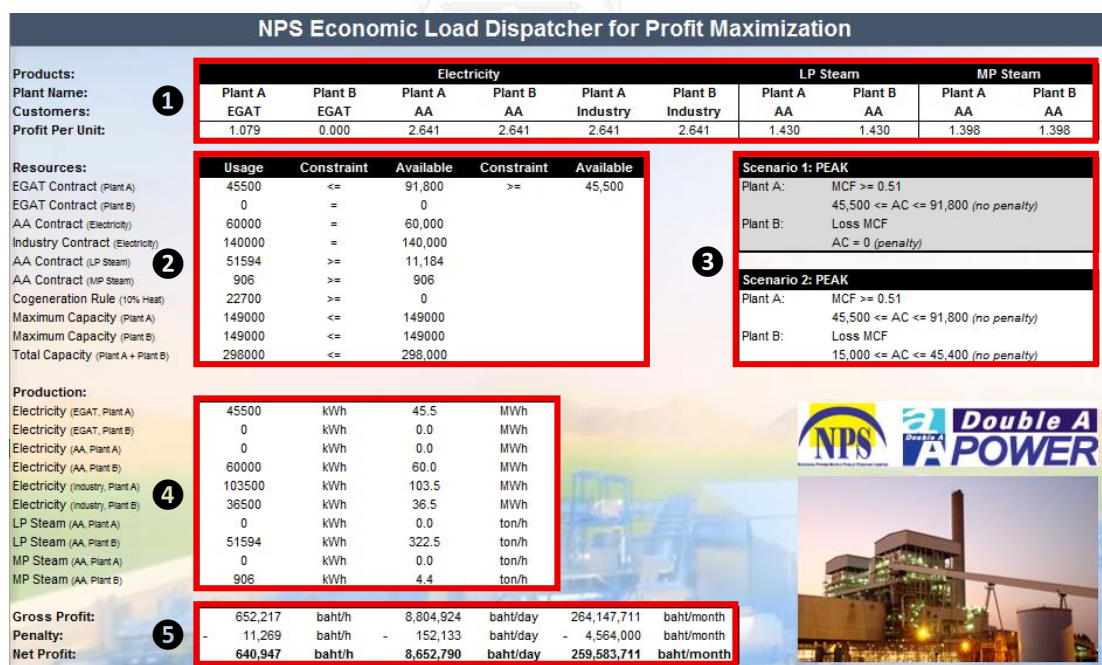 NPS Economic Load Dispatcher for Profit Maximization
Products: Electricity LP Steam MP Steam
Plant Name: Plant A Plant B Plant A Plant B Plant A Plant B Plant A Plant B Plant A Plant B
1
Customers: EGAT EGAT AA AA Industry Industry AA AA AA AA
Profit Per Unit: 1.079 0.000 2.641 2.641 2.641 2.641 1.430 1.430 1.398 1.398
Resources: Usage Constraint Available Constraint Available
EGAT Contract (Plant A) 45500 <= 91,800 >= 45,500
EGAT Contract (Plant B) 0 = 0
AA Contract (Electricity) 60000 = 60,000
Industry Contract (Electricity) 140000 = 140,000
AA Contract (LP Steam) 51594 >= 11,184
2
AA Contract (MP Steam) 906 >= 906
Cogeneration Rule (10% Heat) 22700 >= 0
Maximum Capacity (Plant A) 149000 <= 149000
Maximum Capacity (Plant B) 149000 <= 149000
Total Capacity (Plant A + Plant B) 298000 <= 298,000
3
Scenario 1: PEAK
Plant A: MCF >= 0.51
45,500 <= AC <= 91,800 (no penalty)
Plant B: Loss MCF
AC = 0 (penalty)
Scenario 2: PEAK
Plant A: MCF >= 0.51
45,500 <= AC <= 91,800 (no penalty)
Plant B: Loss MCF
15,000 <= AC <= 45,400 (no penalty)
Production:
Electricity (EGAT, Plant A) 45500 kWh 45.5 MWh
Electricity (EGAT, Plant B) 0 kWh 0.0 MWh
Electricity (AA, Plant A) 0 kWh 0.0 MWh
Electricity (AA, Plant B) 60000 kWh 60.0 MWh
Electricity (Industry, Plant A) 103500 kWh 103.5 MWh
4
Electricity (Industry, Plant B) 36500 kWh 36.5 MWh
LP Steam (AA, Plant A) 0 kWh 0.0 ton/h
LP Steam (AA, Plant B) 51594 kWh 322.5 ton/h
MP Steam (AA, Plant A) 0 kWh 0.0 ton/h
MP Steam (AA, Plant B) 906 kWh 4.4 ton/h
NPS
Double A
Double A
A POWER
Gross Profit: 652,217 baht/h 8,804,924 baht/day 264,147,711 baht/month
5
Penalty: - 11,269 baht/h - 152,133 baht/day - 4,564,000 baht/month
Net Profit: 640,947 baht/h 8,652,790 baht/day 259,583,711 baht/month